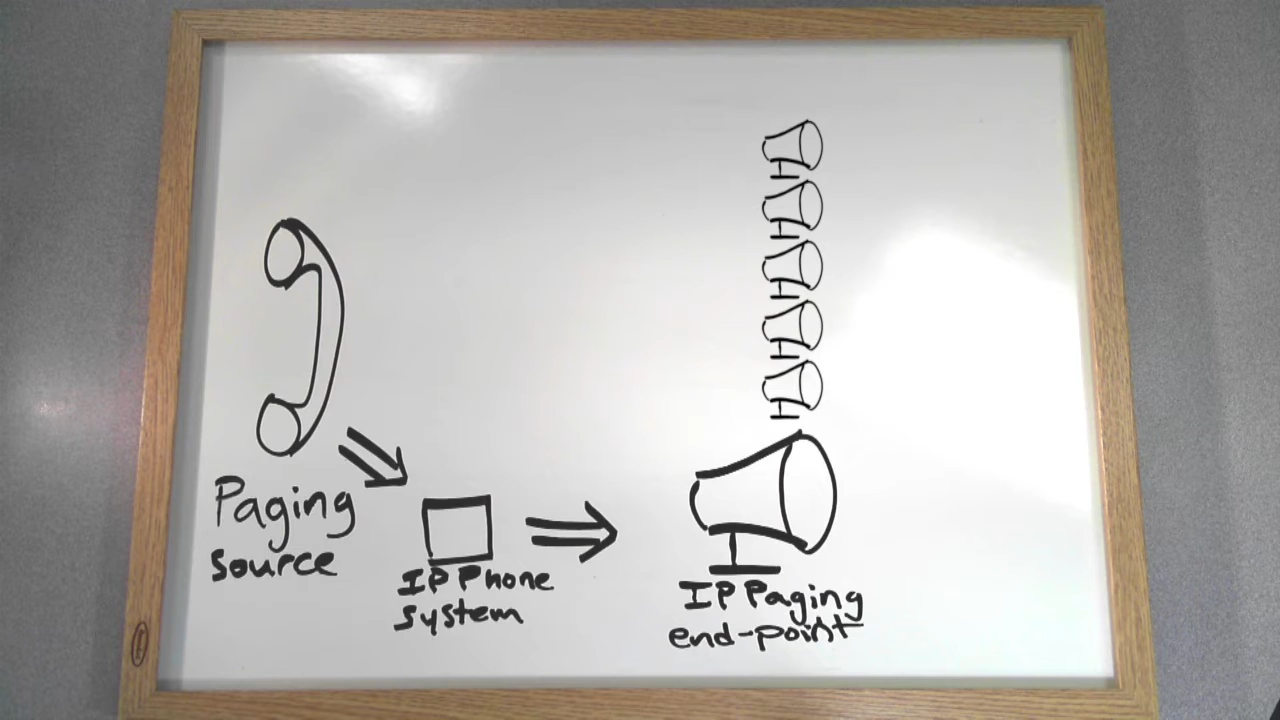 Paging
source
IP Phone
system
IP Paging
end-point